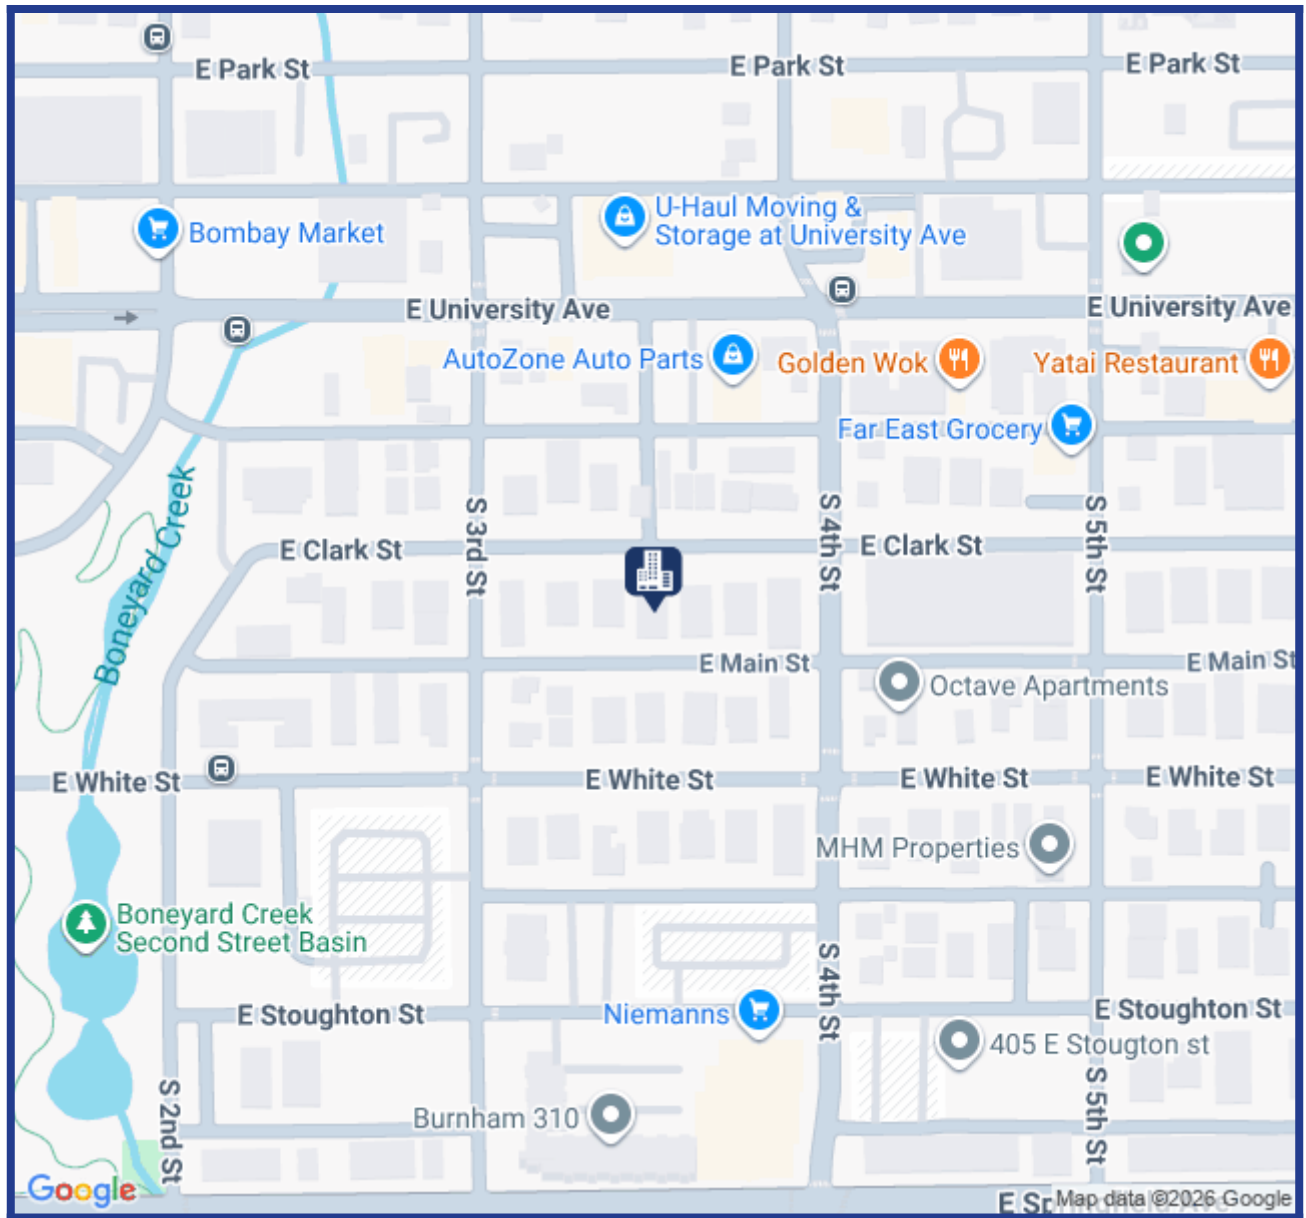 E Park St
E Park St
E Park St
Bombay Market
U-Haul Moving &
Storage at University Ave
E University Ave
E University Ave
AutoZone Auto Parts
Golden Wok
Yatai Restaurant
Far East Grocery
Boneyard Creek
S 3rd St
S 4th St
S 5th St
E Clark St
E Clark St
E Main St
E Main St
Octave Apartments
E White St
E White St
E White St
E White St
MHM Properties
Boneyard Creek
Second Street Basin
S 4th St
E Stoughton St
Niemanns
E Stoughton St
405 E Stougton st
S 2nd St
Burnham 310
S 5th St
Google
Map data ©2026 Google